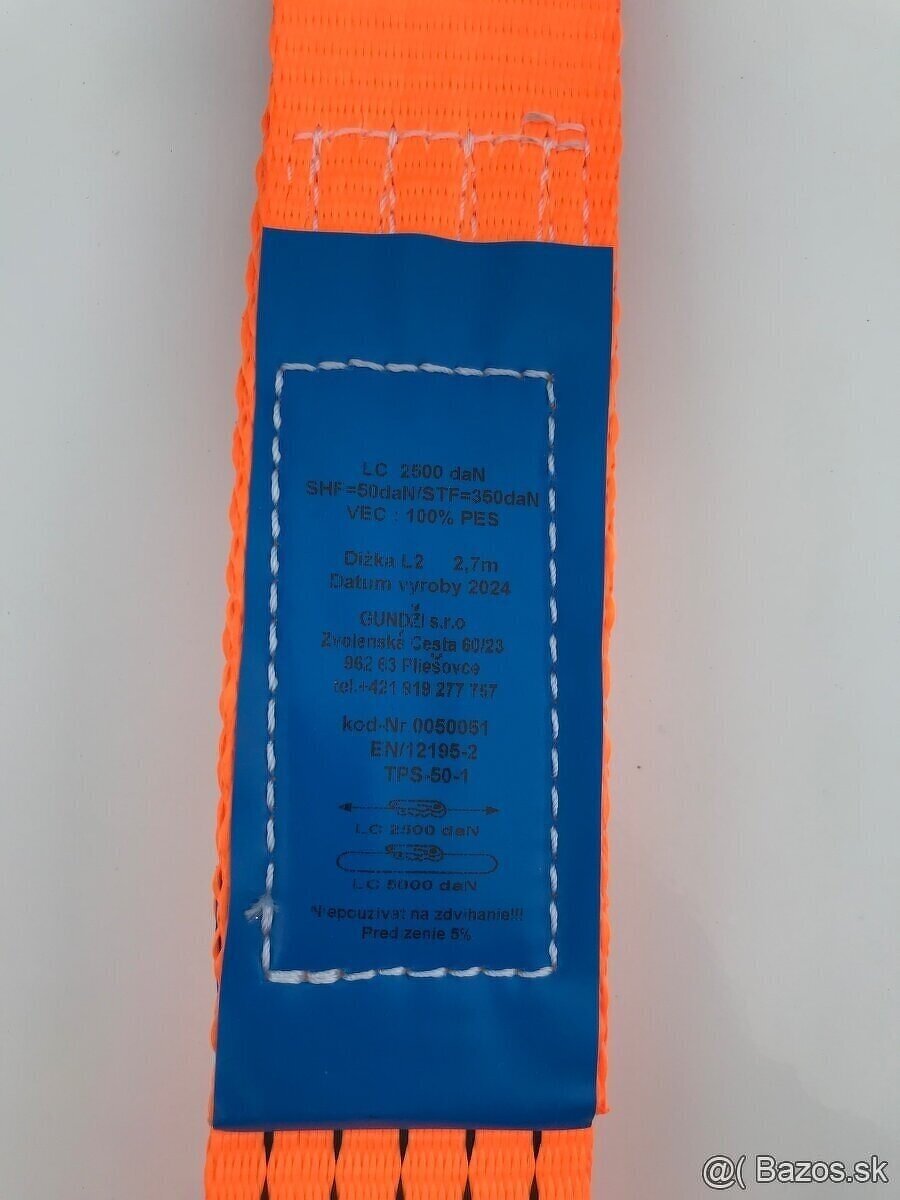 LC 2500 daN
SHF=50daN/STF=350daN
VEC : 100% PES
Dĺžka L2 2,7m
Datum vyroby 2024
GUNDŽI s.r.o
Zvolenská Cesta 60/23
962 63 Pliešovce
tel.+421 919 277 757
kod-Nr 0050051
EN/12195-2
TPS-50-1
LC 2500 daN
LC 5000 daN
Niepouzivat na zdvihanie!!!
Pred zenie 5%
@( Bazos.sk